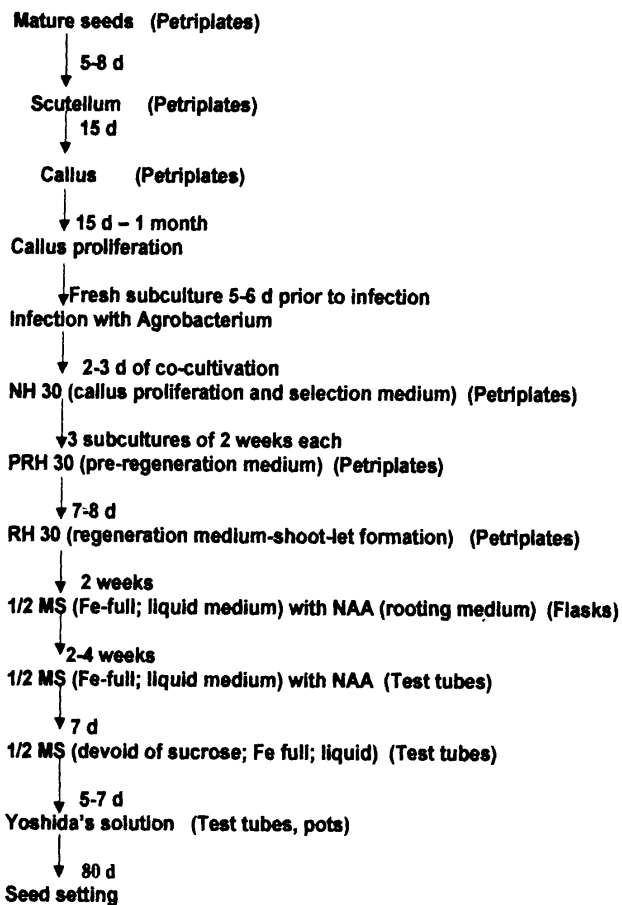 Mature seeds (Petriplates)
5-8 d
Scutellum (Petriplates)
15 d
Callus (Petriplates)
15 d – 1 month
Callus proliferation
Fresh subculture 5-6 d prior to infection
Infection with Agrobacterium
2-3 d of co-cultivation
NH 30 (callus proliferation and selection medium) (Petriplates)
3 subcultures of 2 weeks each
PRH 30 (pre-regeneration medium) (Petriplates)
7-8 d
RH 30 (regeneration medium-shoot-let formation) (Petriplates)
2 weeks
1/2 MS (Fe-full; liquid medium) with NAA (rooting medium) (Flasks)
2-4 weeks
1/2 MS (Fe-full; liquid medium) with NAA (Test tubes)
7 d
1/2 MS (devoid of sucrose; Fe full; liquid) (Test tubes)
5-7 d
Yoshida's solution (Test tubes, pots)
80 d
Seed setting